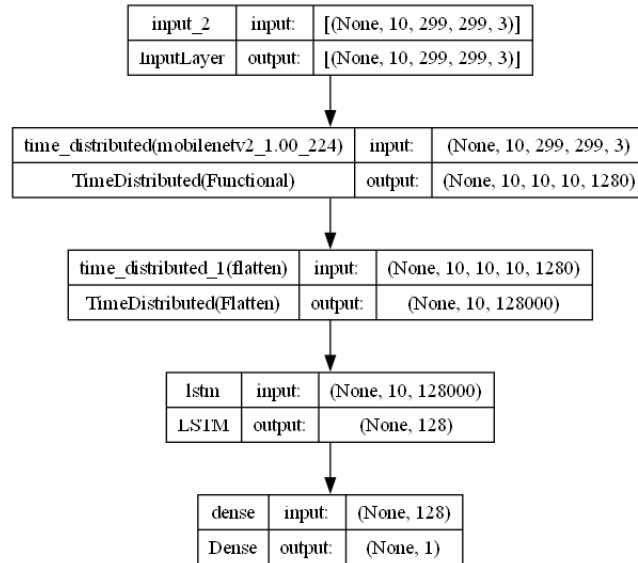 input_2 input: [(None, 10, 299, 299, 3)]
InputLayer output: [(None, 10, 299, 299, 3)]
time_distributed(mobilenetv2_1.00_224) input: (None, 10, 299, 299, 3)
TimeDistributed(Functional) output: (None, 10, 10, 10, 1280)
time_distributed_1(flatten) input: (None, 10, 10, 10, 1280)
TimeDistributed(Flatten) output: (None, 10, 128000)
lstm input: (None, 10, 128000)
LSTM output: (None, 128)
dense input: (None, 128)
Dense output: (None, 1)